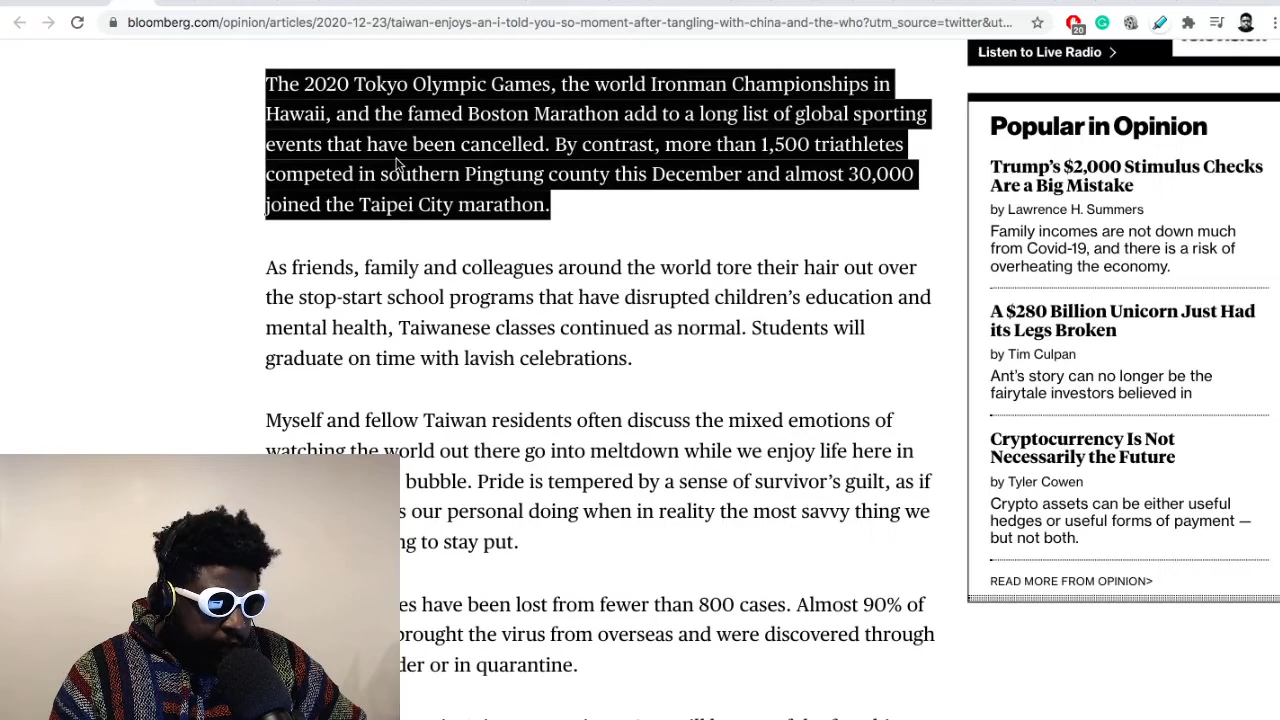 bloomberg.com/opinion/articles/2020-12-23/taiwan-enjoys-an-i-told-you-so-moment-after-tangling-with-china-and-the-who?utm_source=twitter&ut...
20
Listen to Live Radio >
The 2020 Tokyo Olympic Games, the world Ironman Championships in
Hawaii, and the famed Boston Marathon add to a long list of global sporting
events that have been cancelled. By contrast, more than 1,500 triathletes
competed in southern Pingtung county this December and almost 30,000
joined the Taipei City marathon.
As friends, family and colleagues around the world tore their hair out over
the stop-start school programs that have disrupted children’s education and
mental health, Taiwanese classes continued as normal. Students will
graduate on time with lavish celebrations.
Myself and fellow Taiwan residents often discuss the mixed emotions of
watching the world out there go into meltdown while we enjoy life here in
bubble. Pride is tempered by a sense of survivor’s guilt, as if
s our personal doing when in reality the most savvy thing we
ng to stay put.
es have been lost from fewer than 800 cases. Almost 90% of
brought the virus from overseas and were discovered through
der or in quarantine.
Popular in Opinion
Trump’s $2,000 Stimulus Checks
Are a Big Mistake
by Lawrence H. Summers
Family incomes are not down much
from Covid-19, and there is a risk of
overheating the economy.
A $280 Billion Unicorn Just Had
its Legs Broken
by Tim Culpan
Ant’s story can no longer be the
fairytale investors believed in
Cryptocurrency Is Not
Necessarily the Future
by Tyler Cowen
Crypto assets can be either useful
hedges or useful forms of payment —
but not both.
READ MORE FROM OPINION>